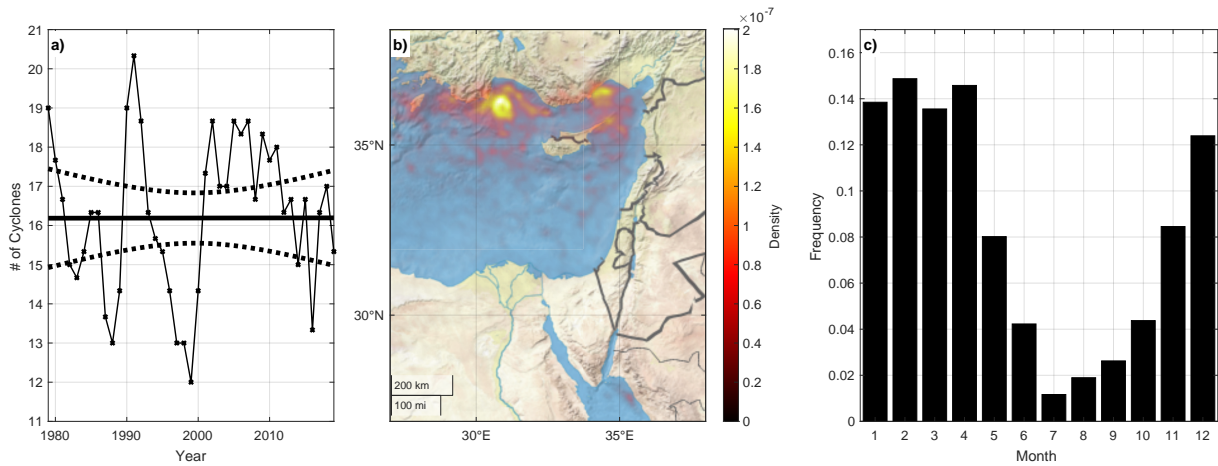 a)
21
20
19
18
17
16
15
14
13
12
11
# of Cyclones
1980
1990
2000
2010
Year
b)
35°N
30°N
200 km
100 mi
30°E
35°E
×10⁻⁷
2
1.8
1.6
1.4
1.2
1
0.8
0.6
0.4
0.2
0
Density
c)
0.16
0.14
0.12
0.1
0.08
0.06
0.04
0.02
0
Frequency
1 2 3 4 5 6 7 8 9 10 11 12
Month